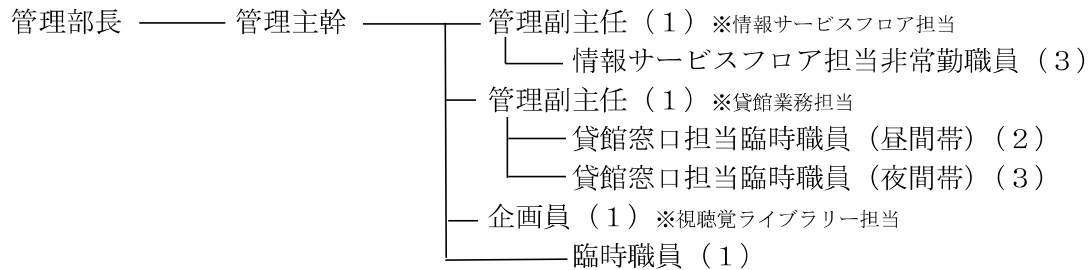 管理部長 管理主幹 管理副主任（１）※情報サービスフロア担当
情報サービスフロア担当非常勤職員（３）
管理副主任（１）※貸館業務担当
貸館窓口担当臨時職員（昼間帯）（２）
貸館窓口担当臨時職員（夜間帯）（３）
企画員（１）※視聴覚ライブラリー担当
臨時職員（１）